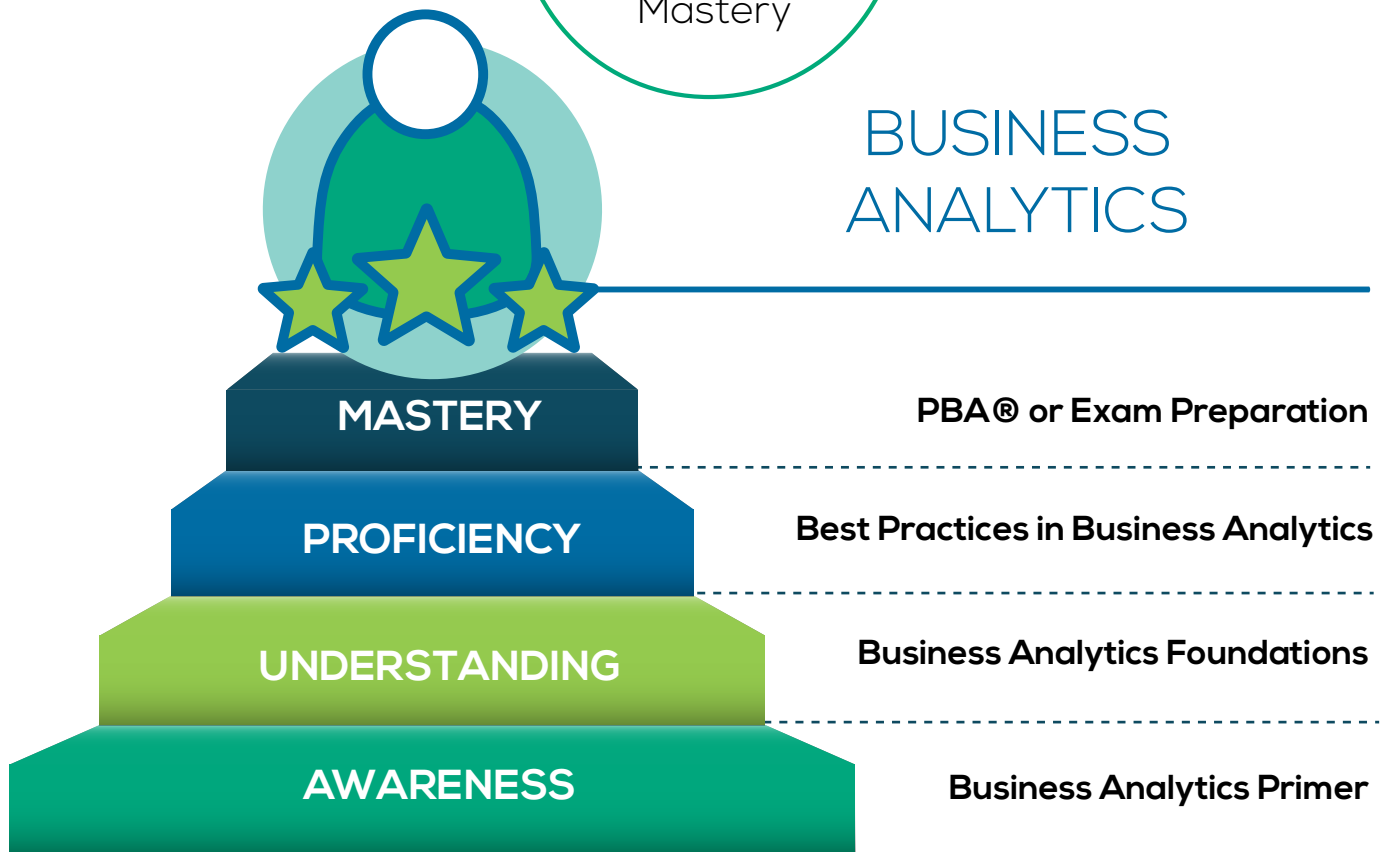 Mastery
BUSINESS
ANALYTICS
MASTERY
PBA® or Exam Preparation
PROFICIENCY
Best Practices in Business Analytics
UNDERSTANDING
Business Analytics Foundations
AWARENESS
Business Analytics Primer